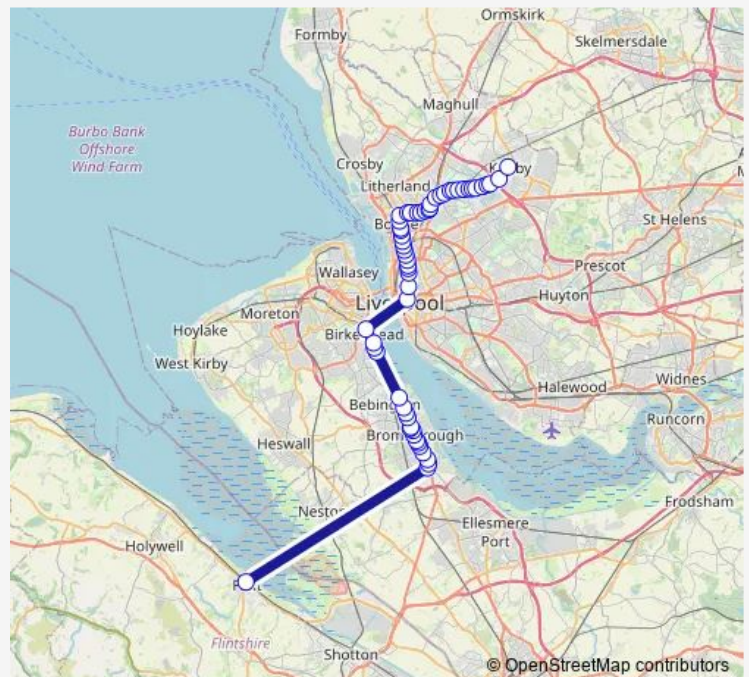 Ormskirk
Formby
Skelmersdale
Maghull
Burbo Bank
Offshore
Wind Farm
Crosby
Litherland
St Helens
Wallasey
Prescot
Huyton
Moreton
Hoylake
West Kirby
Halewood
Widnes
Runcorn
Heswall
Frodsham
Ellesmere
Port
Holywell
Flintshire
Shotton
© OpenStreetMap contributors